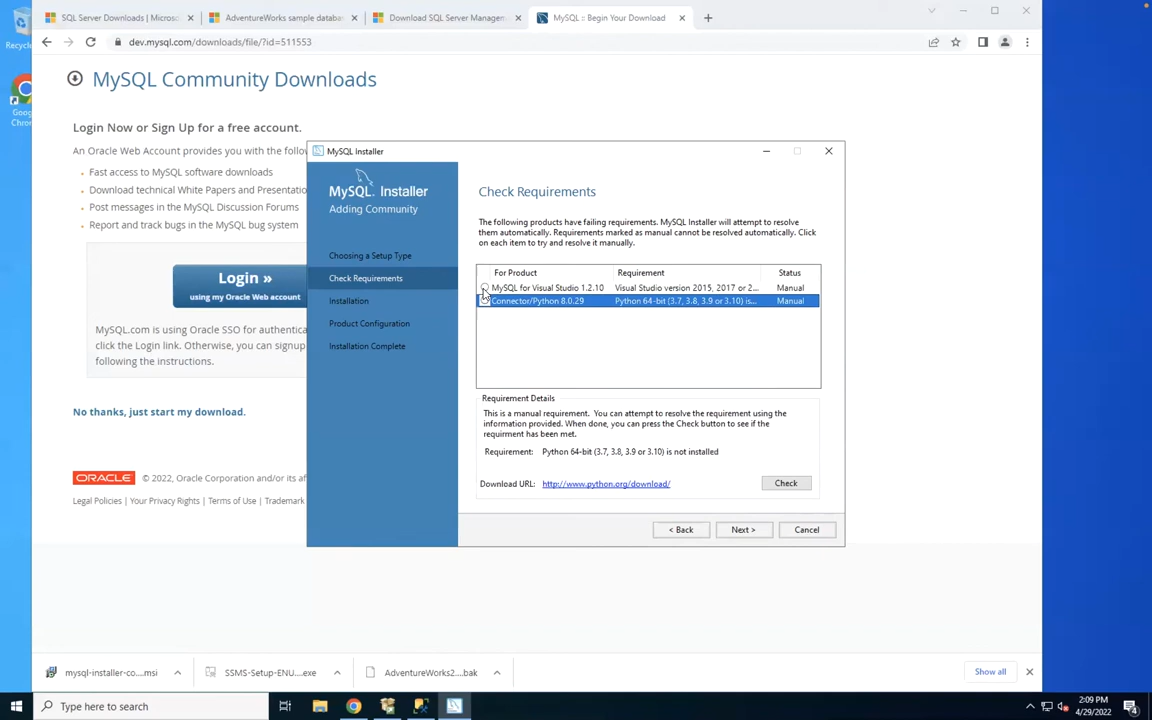 SQL Server Downloads | Micros
AdventureWorks sample databas
Download SQL Server Managem
MySQL :: Begin Your Download
dev.mysql.com/downloads/file/?id=511553
Recycle
Google
Chrom
MySQL Community Downloads
Login Now or Sign Up for a free account.
An Oracle Web Account provides you with the follow
Fast access to MySQL software downloads
Download technical White Papers and Presentatio
Post messages in the MySQL Discussion Forums
Report and track bugs in the MySQL bug system
Login »
using my Oracle Web account
MySQL.com is using Oracle SSO for authentica
click the Login link. Otherwise, you can signup
following the instructions.
No thanks, just start my download.
ORACLE © 2022, Oracle Corporation and/or its af
Legal Policies | Your Privacy Rights | Terms of Use | Trademark
MySQL Installer
MySQL. Installer
Adding Community
Choosing a Setup Type
Check Requirements
Installation
Product Configuration
Installation Complete
Check Requirements
The following products have failing requirements. MySQL Installer will attempt to resolve
them automatically. Requirements marked as manual cannot be resolved automatically. Click
on each item to try and resolve it manually.
For Product Requirement Status
MySQL for Visual Studio 1.2.10 Visual Studio version 2015, 2017 or 2... Manual
Connector/Python 8.0.29 Python 64-bit (3.7, 3.8, 3.9 or 3.10) is... Manual
Requirement Details
This is a manual requirement. You can attempt to resolve the requirement using the
information provided. When done, you can press the Check button to see if the
requirment has been met.
Requirement: Python 64-bit (3.7, 3.8, 3.9 or 3.10) is not installed
Download URL: http://www.python.org/download/
Check
< Back Next > Cancel
mysql-installer-co....msi
SSMS-Setup-ENU....exe
AdventureWorks2....bak
Show all
Type here to search
2:09 PM
4/29/2022
4